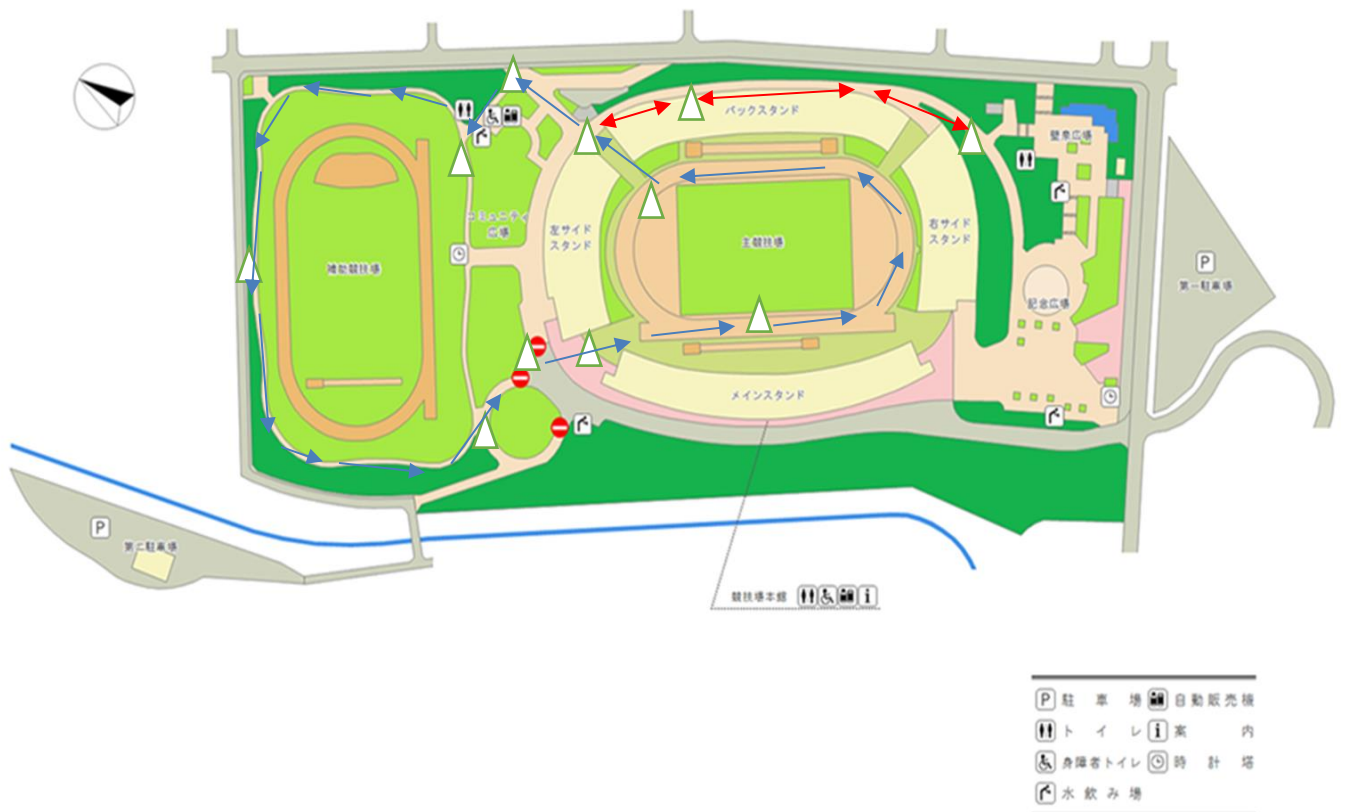 バックスタンド
壁泉広場
コミュニティ
広場
左サイド
スタンド
右サイド
スタンド
主競技場
補助競技場
P
第一駐車場
記念広場
メインスタンド
P
第二駐車場
競技場本館 i
P 駐車場 自動販売機
トイレ i 案内
身障者トイレ 時計塔
水飲み場